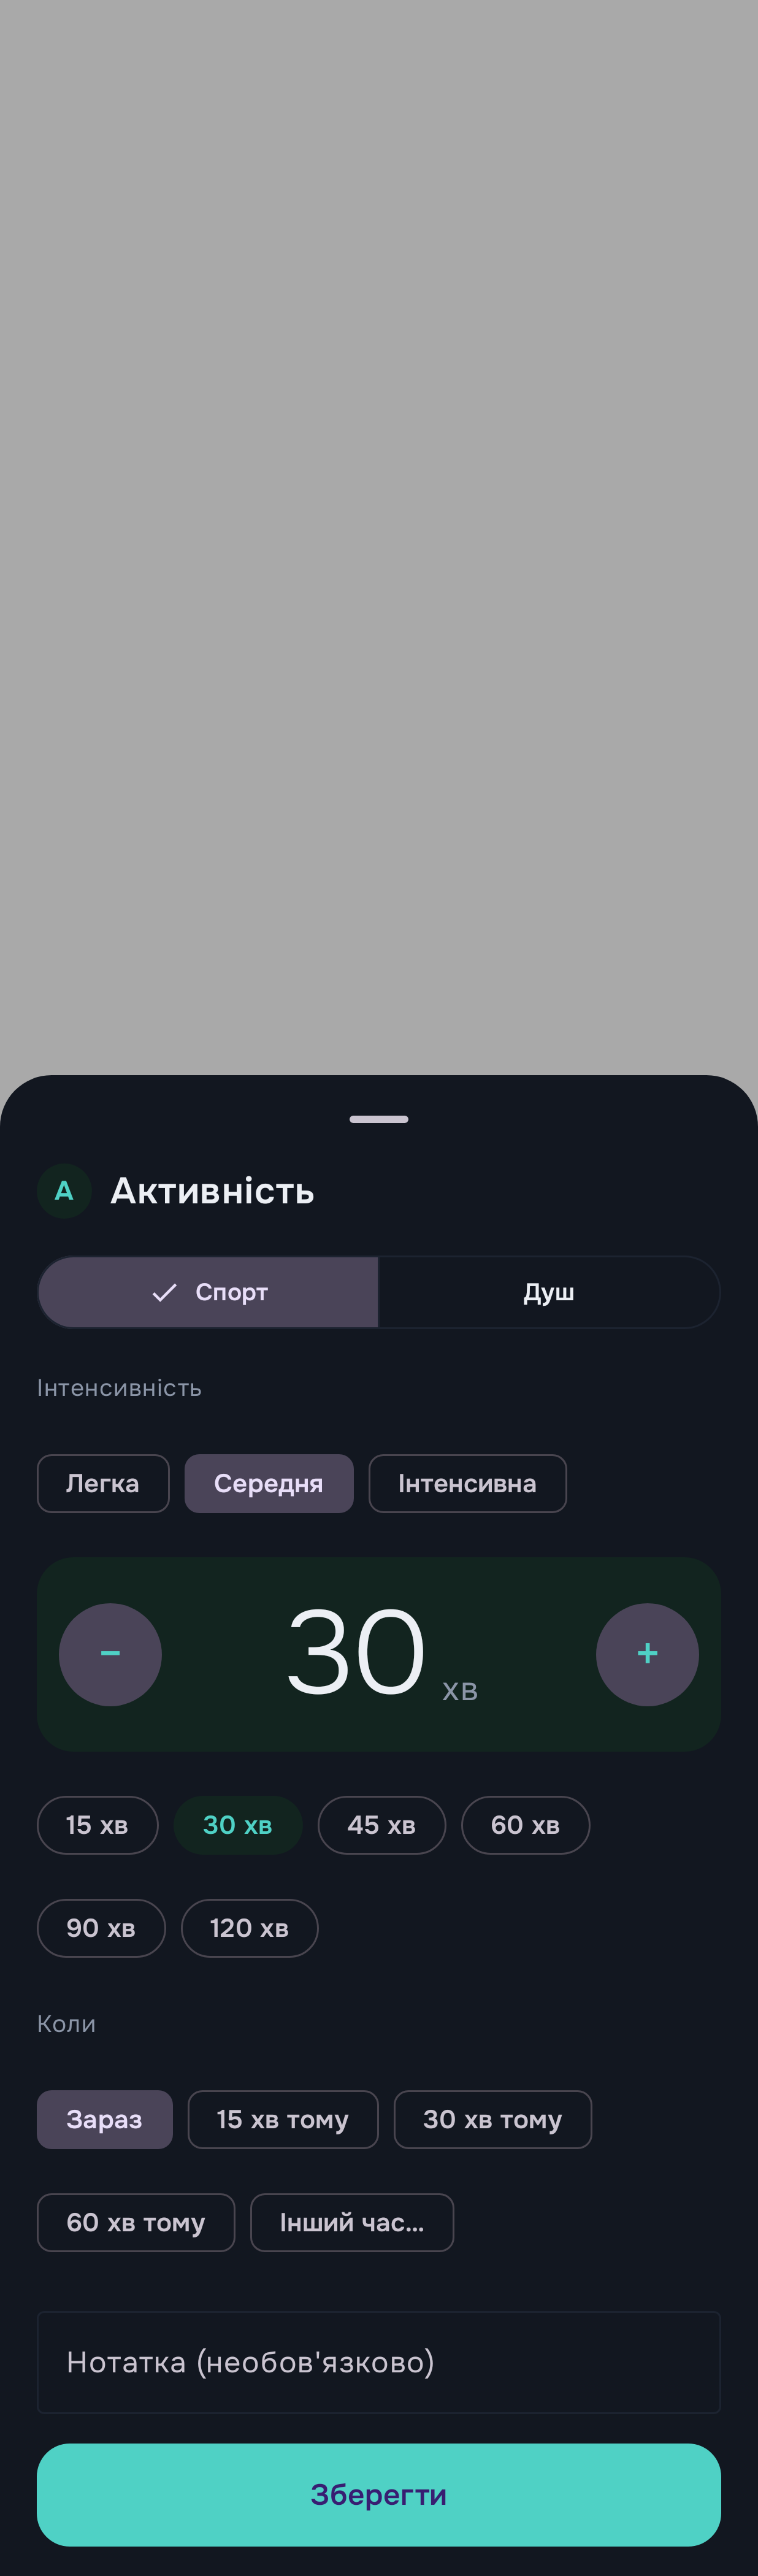 А Активність
Спорт Душ
Інтенсивність
Легка Середня Інтенсивна
− 30 хв +
15 хв 30 хв 45 хв 60 хв
90 хв 120 хв
Коли
Зараз 15 хв тому 30 хв тому
60 хв тому Інший час…
Нотатка (необов'язково)
Зберегти